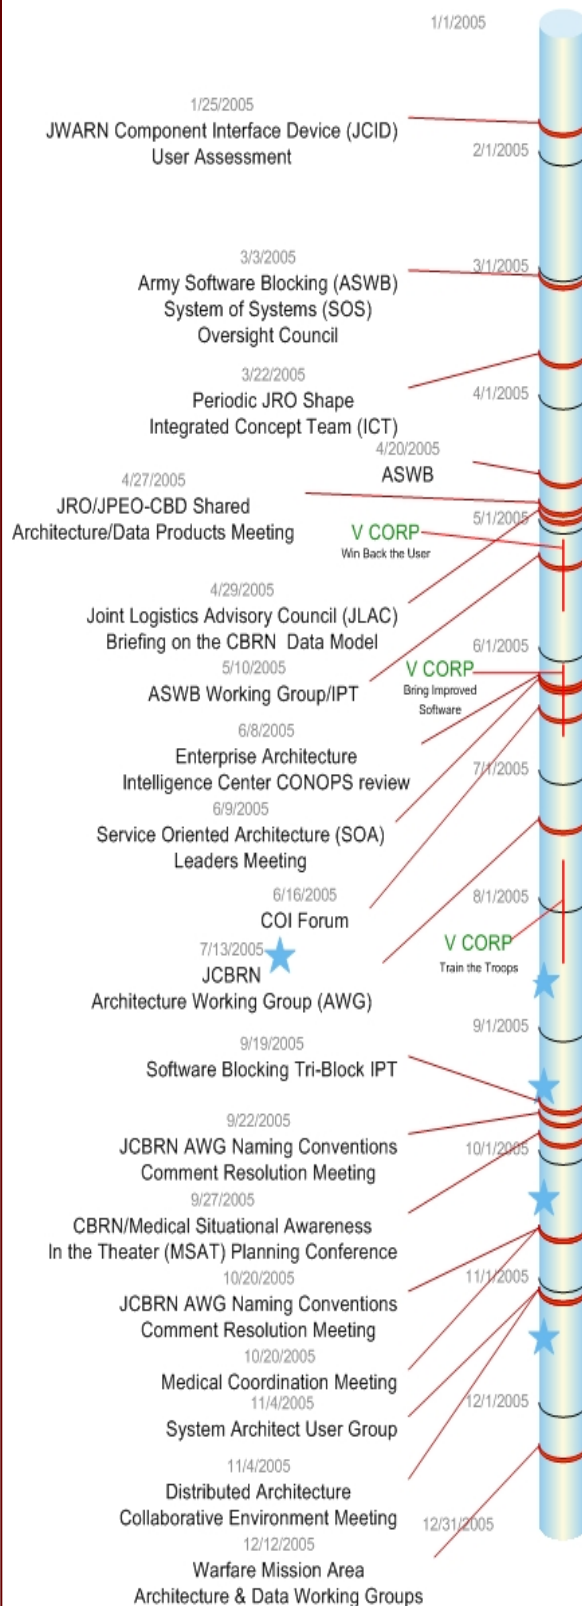 1/1/2005
1/25/2005
JWARN Component Interface Device (JCID)
User Assessment
2/1/2005
3/3/2005
Army Software Blocking (ASWB)
System of Systems (SOS)
Oversight Council
3/1/2005
3/22/2005
Periodic JRO Shape
Integrated Concept Team (ICT)
4/1/2005
4/20/2005
ASWB
4/27/2005
JRO/JPEO-CBD Shared
Architecture/Data Products Meeting
5/1/2005
V CORP
Win Back the User
4/29/2005
Joint Logistics Advisory Council (JLAC)
Briefing on the CBRN Data Model
6/1/2005
5/10/2005
ASWB Working Group/IPT
V CORP
Bring Improved
Software
6/8/2005
Enterprise Architecture
Intelligence Center CONOPS review
7/1/2005
6/9/2005
Service Oriented Architecture (SOA)
Leaders Meeting
6/16/2005
COI Forum
8/1/2005
V CORP
Train the Troops
7/13/2005
JCBRN
Architecture Working Group (AWG)
9/1/2005
9/19/2005
Software Blocking Tri-Block IPT
9/22/2005
JCBRN AWG Naming Conventions
Comment Resolution Meeting
10/1/2005
9/27/2005
CBRN/Medical Situational Awareness
In the Theater (MSAT) Planning Conference
10/20/2005
JCBRN AWG Naming Conventions
Comment Resolution Meeting
11/1/2005
10/20/2005
Medical Coordination Meeting
11/4/2005
System Architect User Group
12/1/2005
11/4/2005
Distributed Architecture
Collaborative Environment Meeting
12/31/2005
12/12/2005
Warfare Mission Area
Architecture & Data Working Groups